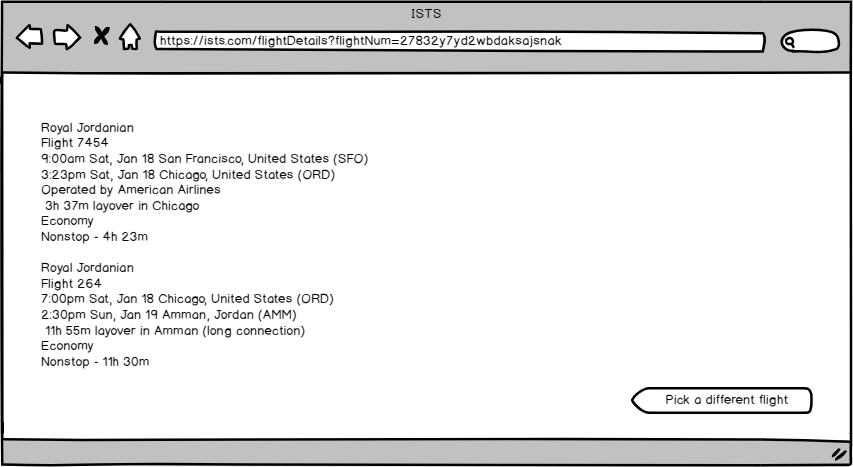 ISTS
https://ists.com/flightDetails?flightNum=27832y7yd2wbdaksajsnak
Royal Jordanian
Flight 7454
9:00am Sat, Jan 18 San Francisco, United States (SFO)
3:23pm Sat, Jan 18 Chicago, United States (ORD)
Operated by American Airlines
3h 37m layover in Chicago
Economy
Nonstop - 4h 23m
Royal Jordanian
Flight 264
7:00pm Sat, Jan 18 Chicago, United States (ORD)
2:30pm Sun, Jan 19 Amman, Jordan (AMM)
11h 55m layover in Amman (long connection)
Economy
Nonstop - 11h 30m
Pick a different flight